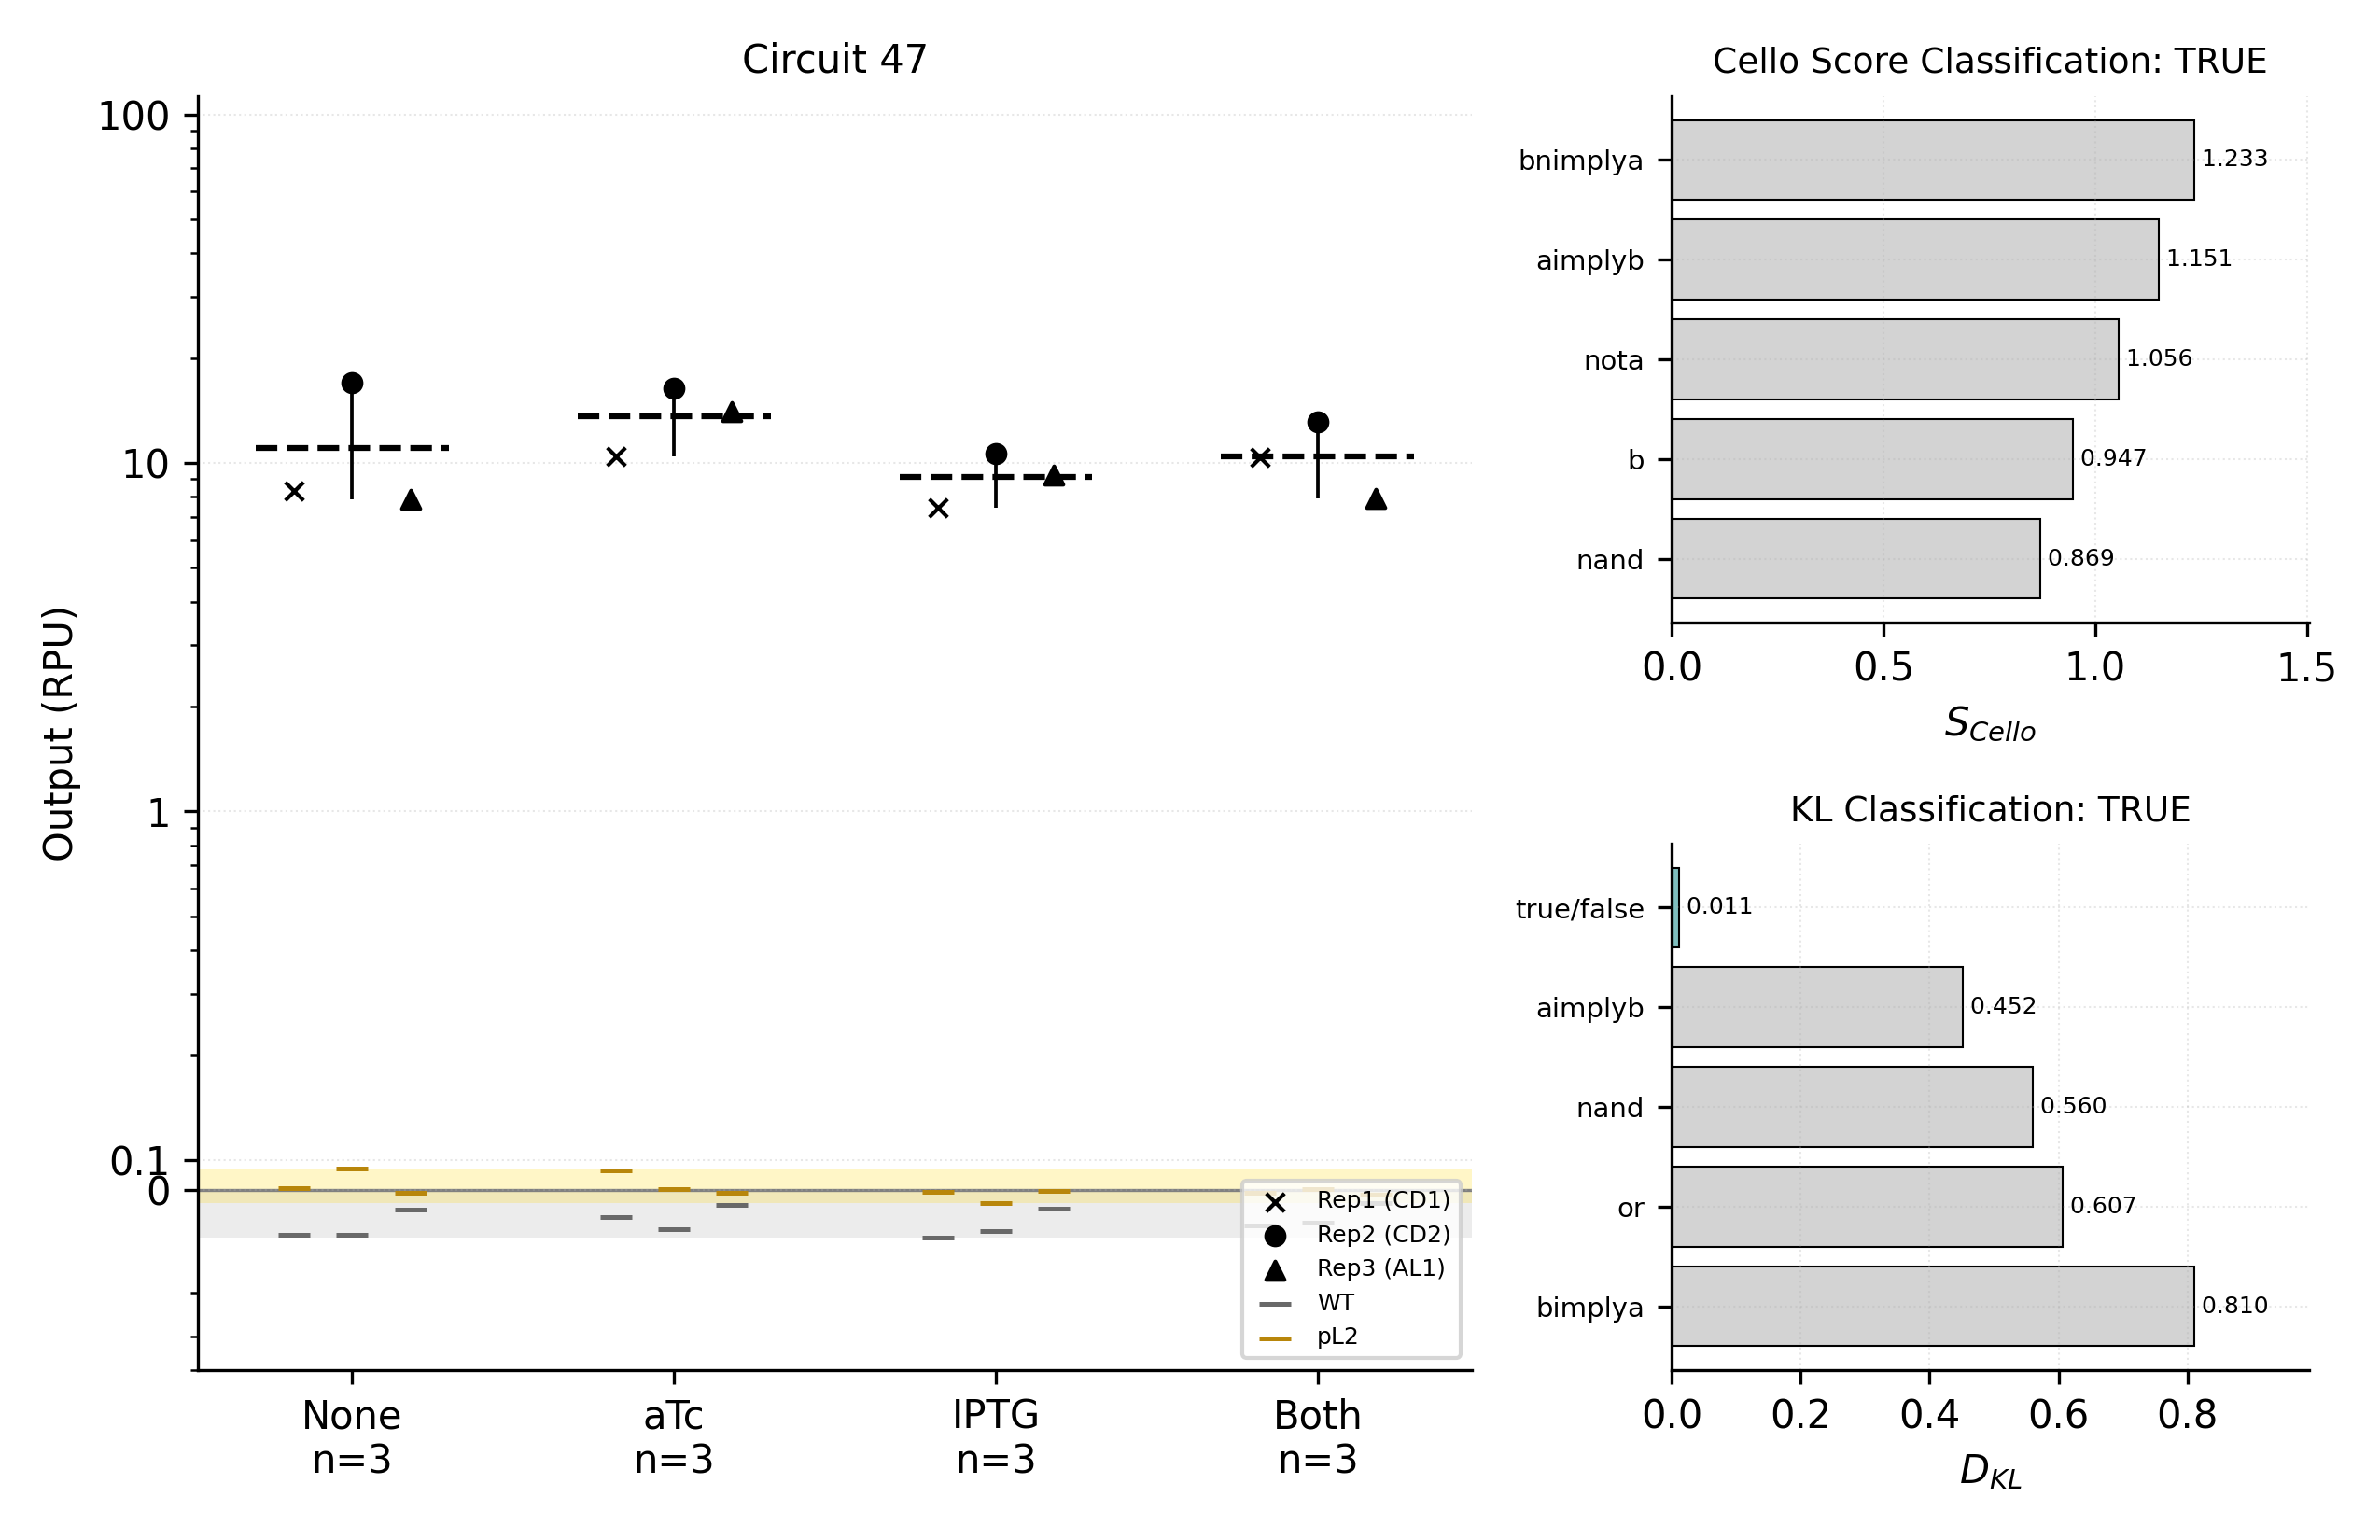 Circuit 47
Output (RPU)
100
10
1
0.1
0
None
n=3
aTc
n=3
IPTG
n=3
Both
n=3
Rep1 (CD1)
Rep2 (CD2)
Rep3 (AL1)
WT
pL2
Cello Score Classification: TRUE
bnimplya
1.233
aimplyb
1.151
nota
1.056
b
0.947
nand
0.869
0.0
0.5
1.0
1.5
S_Cello
KL Classification: TRUE
true/false
0.011
aimplyb
0.452
nand
0.560
or
0.607
bimplya
0.810
0.0
0.2
0.4
0.6
0.8
D_KL